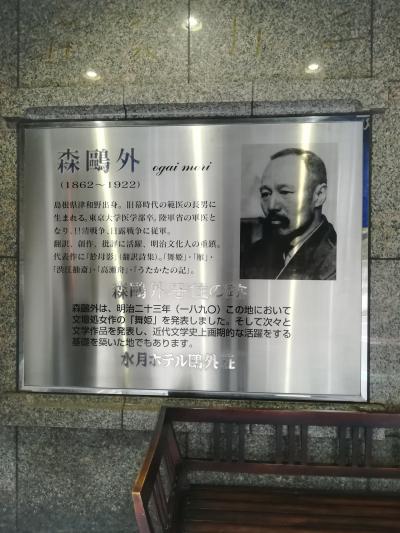 森鷗外 ogai mori
(1862〜1922)
島根県津和野出身。旧幕時代の藩医の長男に
生まれる。東京大学医学部卒。陸軍省の軍医と
なり、日清戦争、日露戦争に従軍。
翻訳、創作、批評に活躍、明治文化人の重鎮。
代表作に「於母影」(翻訳詩集)。「舞姫」・「雁」・
「渋江抽斎」・「高瀬舟」・「うたかたの記」。
森鷗外
森鷗外は、明治二十三年(一八九〇)この地において
文壇処女作の「舞姫」を発表しました。そして次々と
文学作品を発表し、近代文学史上画期的な活躍をする
基礎を築いた地でもあります。
水月ホテル鷗外荘